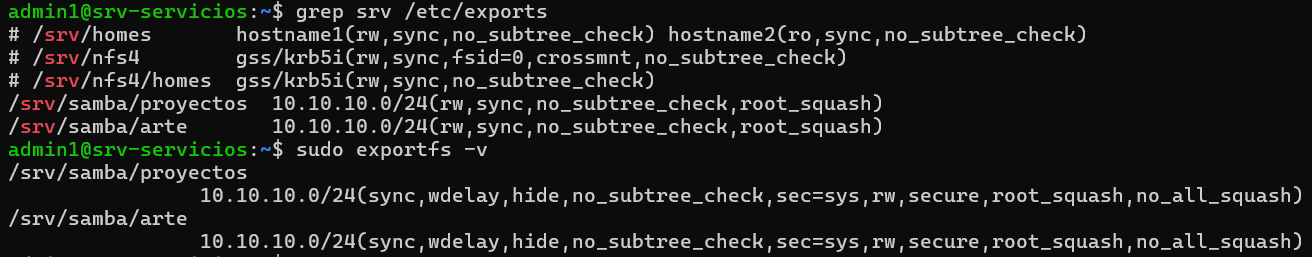 admin1@srv-servicios:~$ grep srv /etc/exports
# /srv/homes       hostname1(rw,sync,no_subtree_check) hostname2(ro,sync,no_subtree_check)
# /srv/nfs4        gss/krb5i(rw,sync,fsid=0,crossmnt,no_subtree_check)
# /srv/nfs4/homes  gss/krb5i(rw,sync,no_subtree_check)
/srv/samba/proyectos  10.10.10.0/24(rw,sync,no_subtree_check,root_squash)
/srv/samba/arte       10.10.10.0/24(rw,sync,no_subtree_check,root_squash)
admin1@srv-servicios:~$ sudo exportfs -v
/srv/samba/proyectos
                10.10.10.0/24(sync,wdelay,hide,no_subtree_check,sec=sys,rw,secure,root_squash,no_all_squash)
/srv/samba/arte
                10.10.10.0/24(sync,wdelay,hide,no_subtree_check,sec=sys,rw,secure,root_squash,no_all_squash)